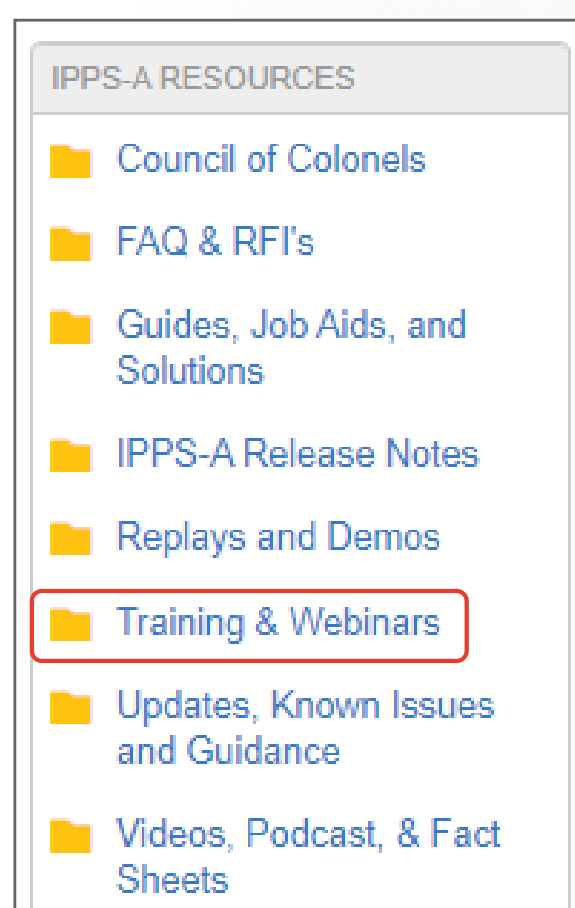 IPPS-A RESOURCES
Council of Colonels
FAQ & RFI's
Guides, Job Aids, and
Solutions
IPPS-A Release Notes
Replays and Demos
Training & Webinars
Updates, Known Issues
and Guidance
Videos, Podcast, & Fact
Sheets